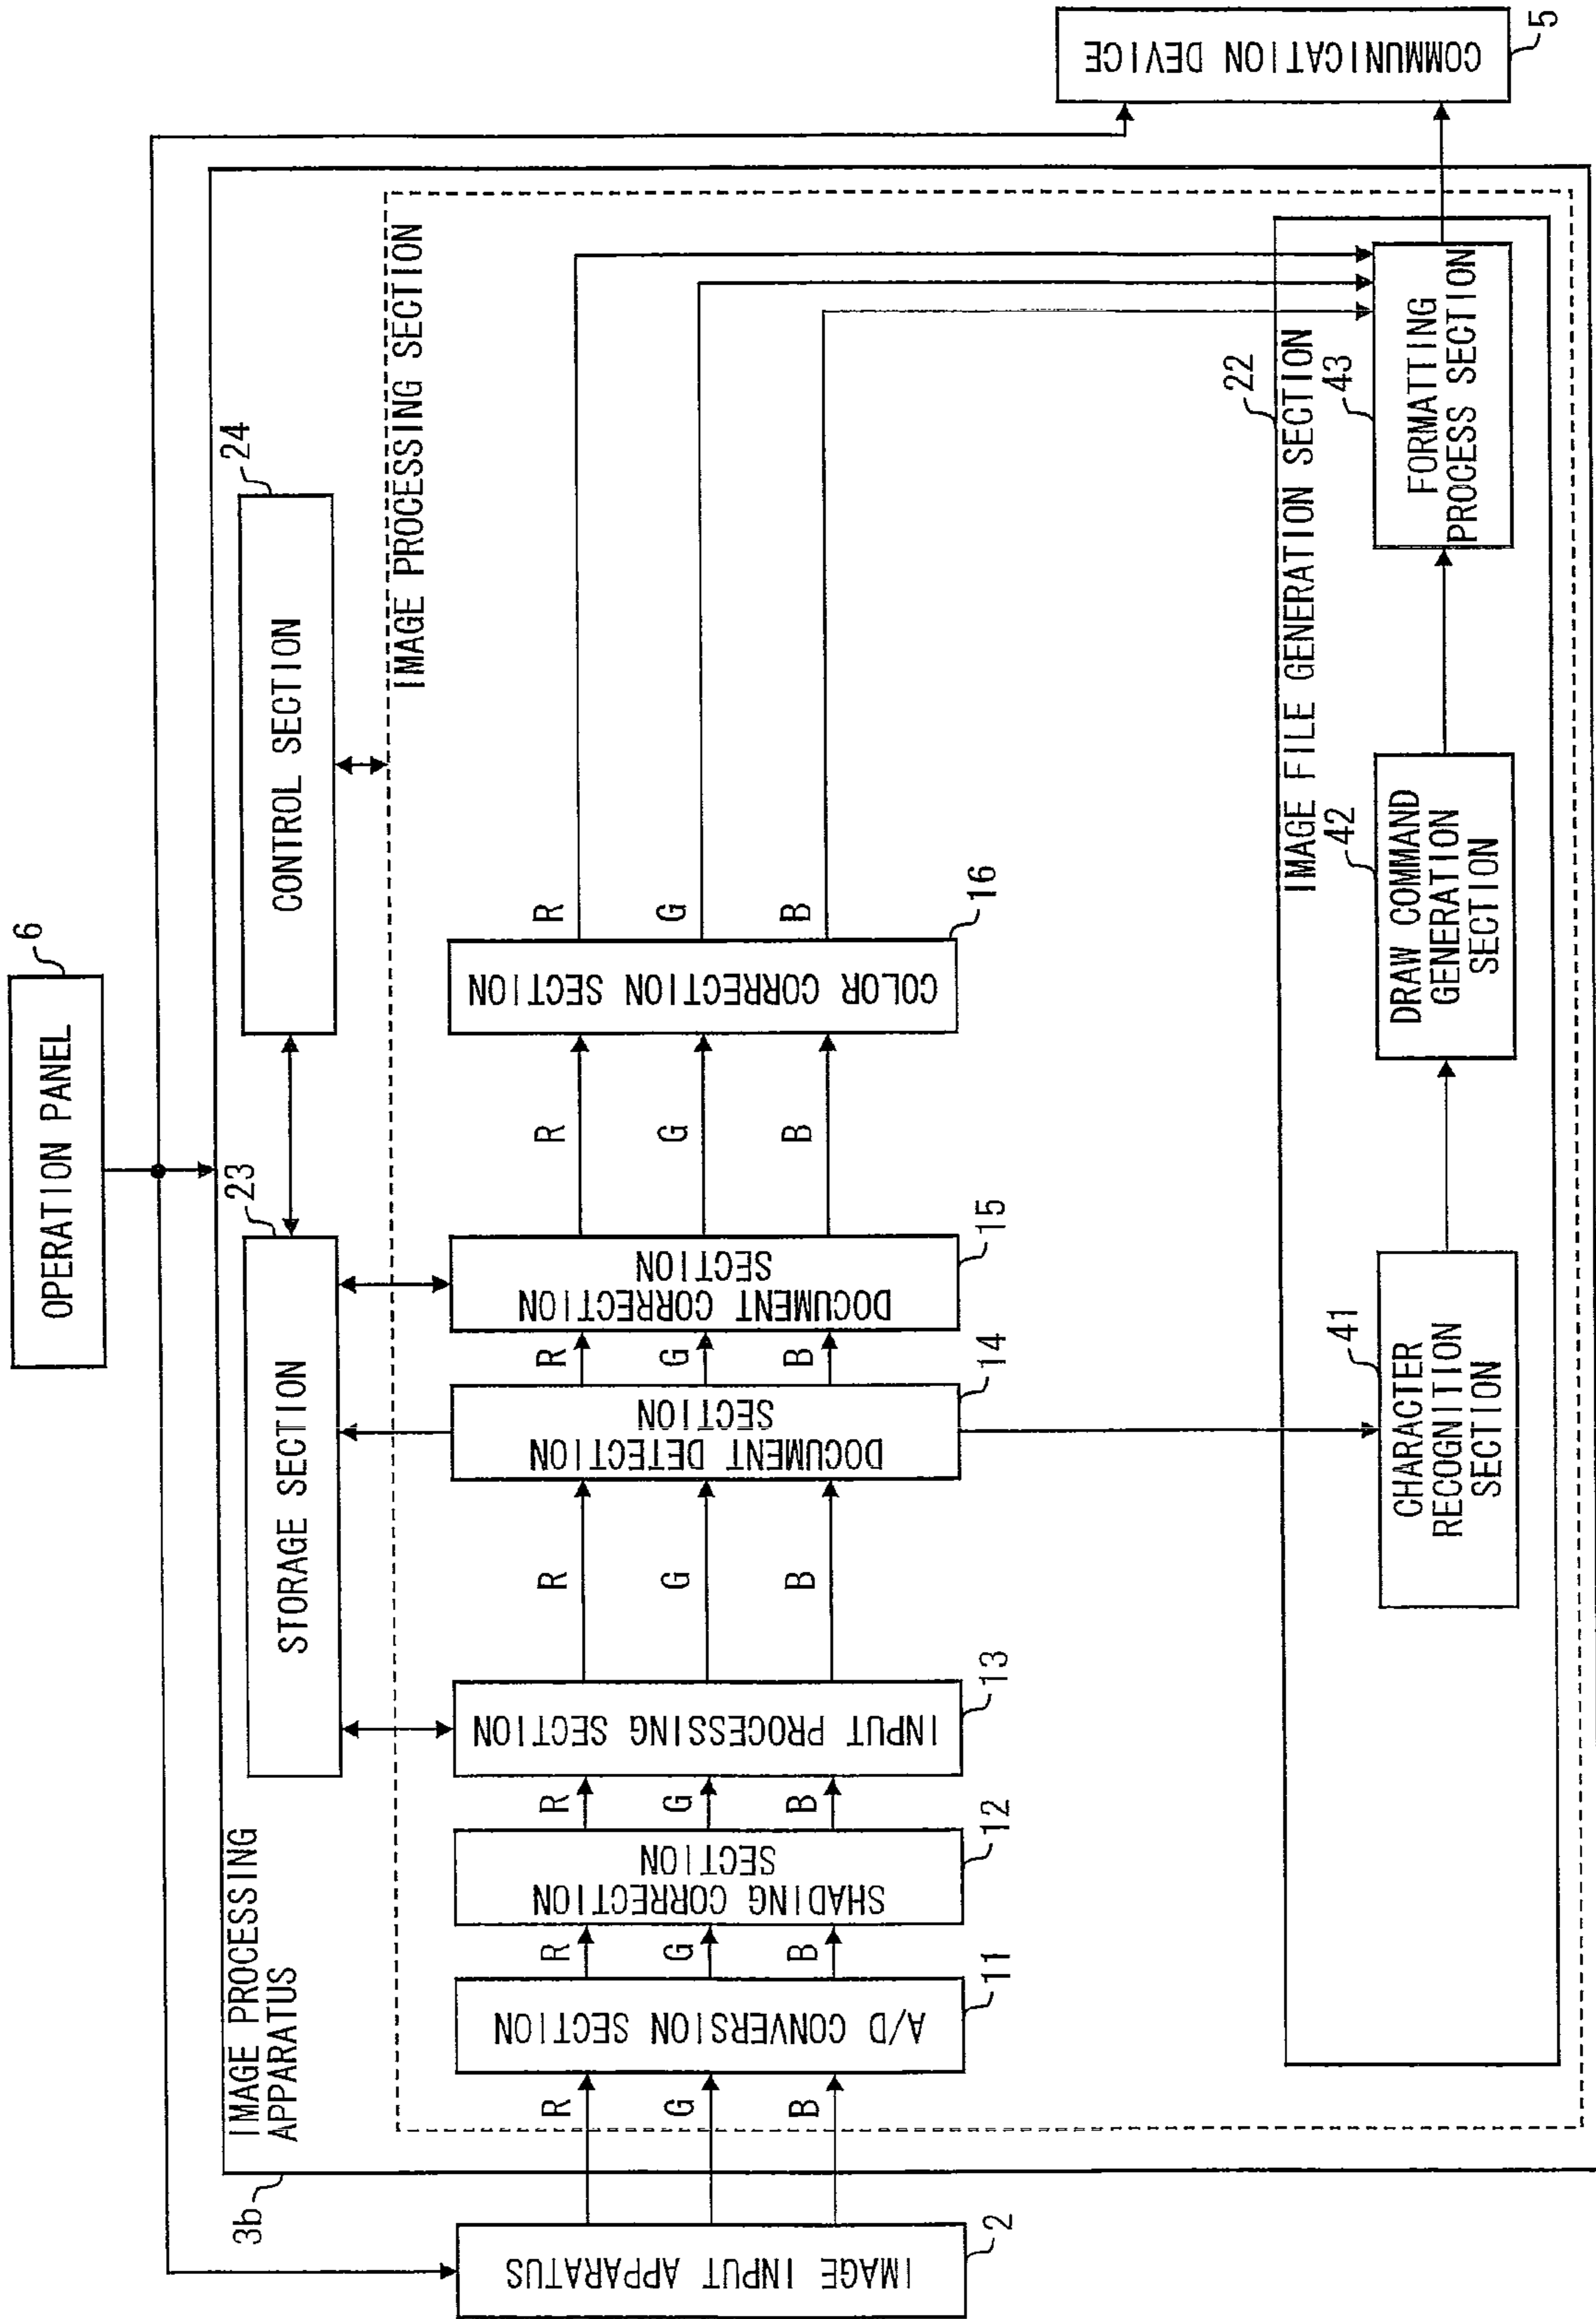 OPERATION PANEL
6
IMAGE PROCESSING
APPARATUS
3b
STORAGE SECTION
23
CONTROL SECTION
24
IMAGE PROCESSING SECTION
IMAGE INPUT APPARATUS
2
R
G
B
A/D CONVERSION SECTION
11
R
G
B
SHADING CORRECTION
SECTION
12
R
G
B
INPUT PROCESSING SECTION
13
R
G
B
DOCUMENT DETECTION
SECTION
14
R
G
B
DOCUMENT CORRECTION
SECTION
15
R
G
B
COLOR CORRECTION SECTION
16
R
G
B
COMMUNICATION DEVICE
5
IMAGE FILE GENERATION SECTION
22
CHARACTER
RECOGNITION
SECTION
41
DRAW COMMAND
GENERATION
SECTION
42
FORMATTING
PROCESS SECTION
43